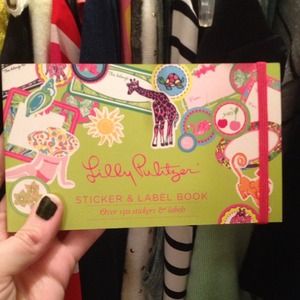 Lilly Pulitzer
STICKER & LABEL BOOK
Over 150 stickers & labels